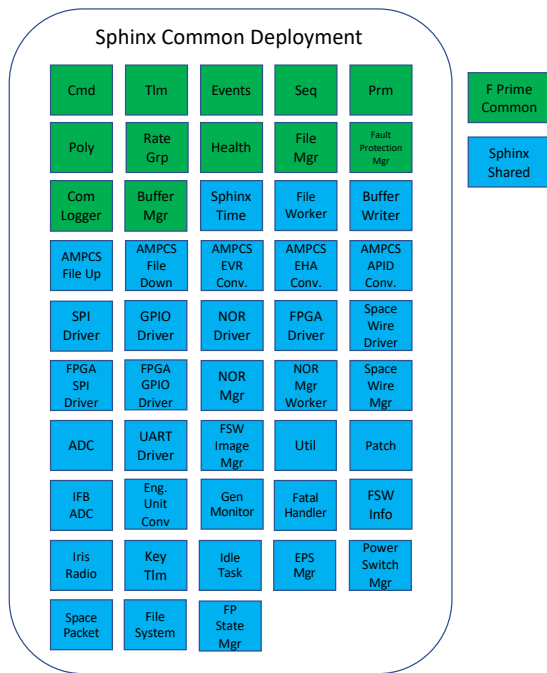 Sphinx Common Deployment
Cmd
Tlm
Events
Seq
Prm
F Prime
Common
Poly
Rate
Grp
Health
File
Mgr
Fault
Protection
Mgr
Sphinx
Shared
Com
Logger
Buffer
Mgr
Sphinx
Time
File
Worker
Buffer
Writer
AMPCS
File Up
AMPCS
File
Down
AMPCS
EVR
Conv.
AMPCS
EHA
Conv.
AMPCS
APID
Conv.
SPI
Driver
GPIO
Driver
NOR
Driver
FPGA
Driver
Space
Wire
Driver
FPGA
SPI
Driver
FPGA
GPIO
Driver
NOR
Mgr
NOR
Mgr
Worker
Space
Wire
Mgr
ADC
UART
Driver
FSW
Image
Mgr
Util
Patch
IFB
ADC
Eng.
Unit
Conv
Gen
Monitor
Fatal
Handler
FSW
Info
Iris
Radio
Key
Tlm
Idle
Task
EPS
Mgr
Power
Switch
Mgr
Space
Packet
File
System
FP
State
Mgr